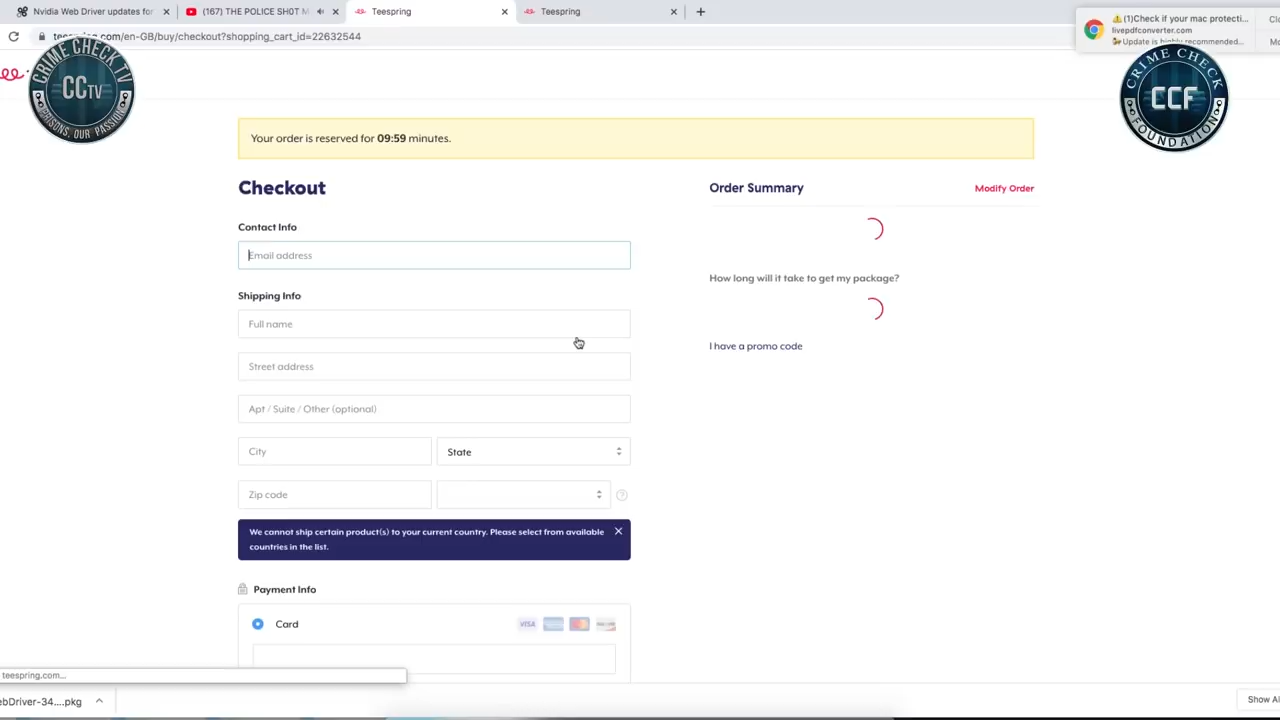 Nvidia Web Driver updates for
(167) THE POLICE SH0T M
Teespring
Teespring
.com/en-GB/buy/checkout?shopping_cart_id=22632544
(1)Check if your mac protecti...
livepdfconverter.com
Update is highly recommended...
CRIME CHECK TV
CCTV
OUR PASSION
CRIME CHECK
CCF
FOUNDATION
Your order is reserved for 09:59 minutes.
Checkout
Contact Info
Email address
Shipping Info
Full name
Street address
Apt / Suite / Other (optional)
City
State
Zip code
?
We cannot ship certain product(s) to your current country. Please select from available
countries in the list.
Payment Info
Card
VISA
Order Summary
Modify Order
How long will it take to get my package?
I have a promo code
teespring.com...
ebDriver-34....pkg
Show Al